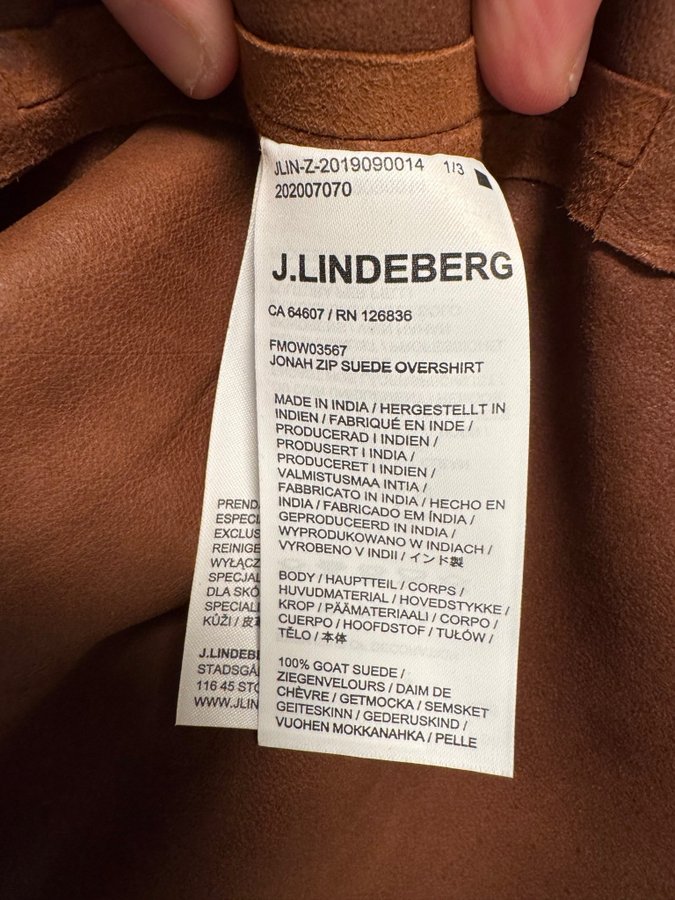 JLIN-Z-2019090014 1/3
202007070
J.LINDEBERG
CA 64607 / RN 126836
FMOW03567
JONAH ZIP SUEDE OVERSHIRT
MADE IN INDIA / HERGESTELLT IN
INDIEN / FABRIQUÉ EN INDE /
PRODUCERAD I INDIEN /
PRODUSERT I INDIA /
PRODUCERET I INDIEN /
VALMISTUSMAA INTIA /
FABBRICATO IN INDIA / HECHO EN
INDIA / FABRICADO EM ÍNDIA /
GEPRODUCEERD IN INDIA /
WYPRODUKOWANO W INDIACH /
VYROBENO V INDII / インド製
BODY / HAUPTTEIL / CORPS /
HUVUDMATERIAL / HOVEDSTYKKE /
KROP / PÄÄMATERIAALI / CORPO /
CUERPO / HOOFDSTOF / TUŁÓW /
TĚLO / 本体
100% GOAT SUEDE /
ZIEGENVELOURS / DAIM DE
CHÈVRE / GETMOCKA / SEMSKET
GEITESKINN / GEDERUSKIND /
VUOHEN MOKKANAHKA / PELLE
PREND
ESPECI
EXCLUS
REINIGE
WYŁĄCZ
SPECJAL
DLA SKÓ
SPECIAL
KŮŽI /
J.LINDEB
STADSGÅ
116 45 STO
WWW.JLIN